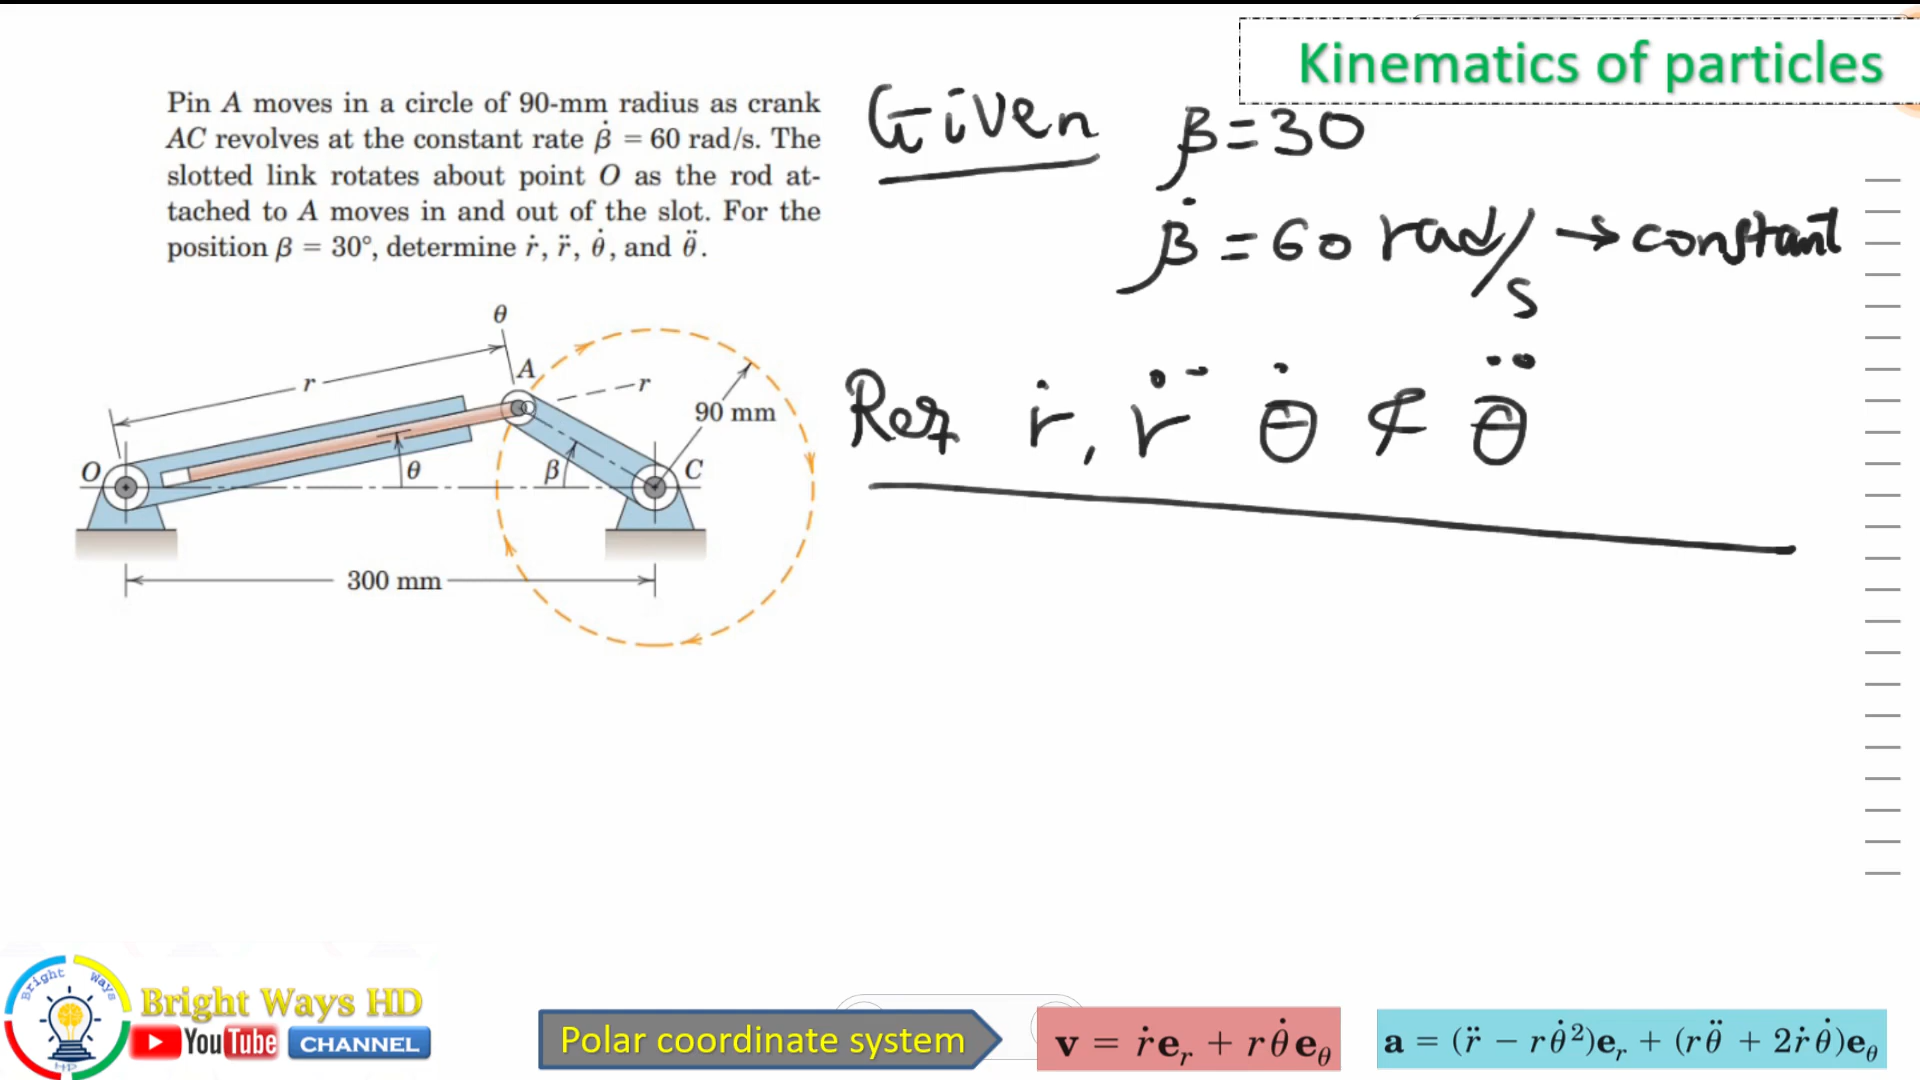 Kinematics of particles
Pin A moves in a circle of 90-mm radius as crank
AC revolves at the constant rate β̇ = 60 rad/s. The
slotted link rotates about point O as the rod at-
tached to A moves in and out of the slot. For the
position β = 30°, determine ṙ, r̈, θ̇, and θ̈.
Given β=30
β̇ = 60 rad/s → constant
Req ṙ, r̈ θ̇ & θ̈
θ
A
r
r
90 mm
O
θ
β
C
300 mm
Bright Ways
HP
Bright Ways HD
YouTube CHANNEL
Polar coordinate system
v = ṙe_r + rθ̇e_θ
a = (r̈ − rθ̇²)e_r + (rθ̈ + 2ṙθ̇)e_θ